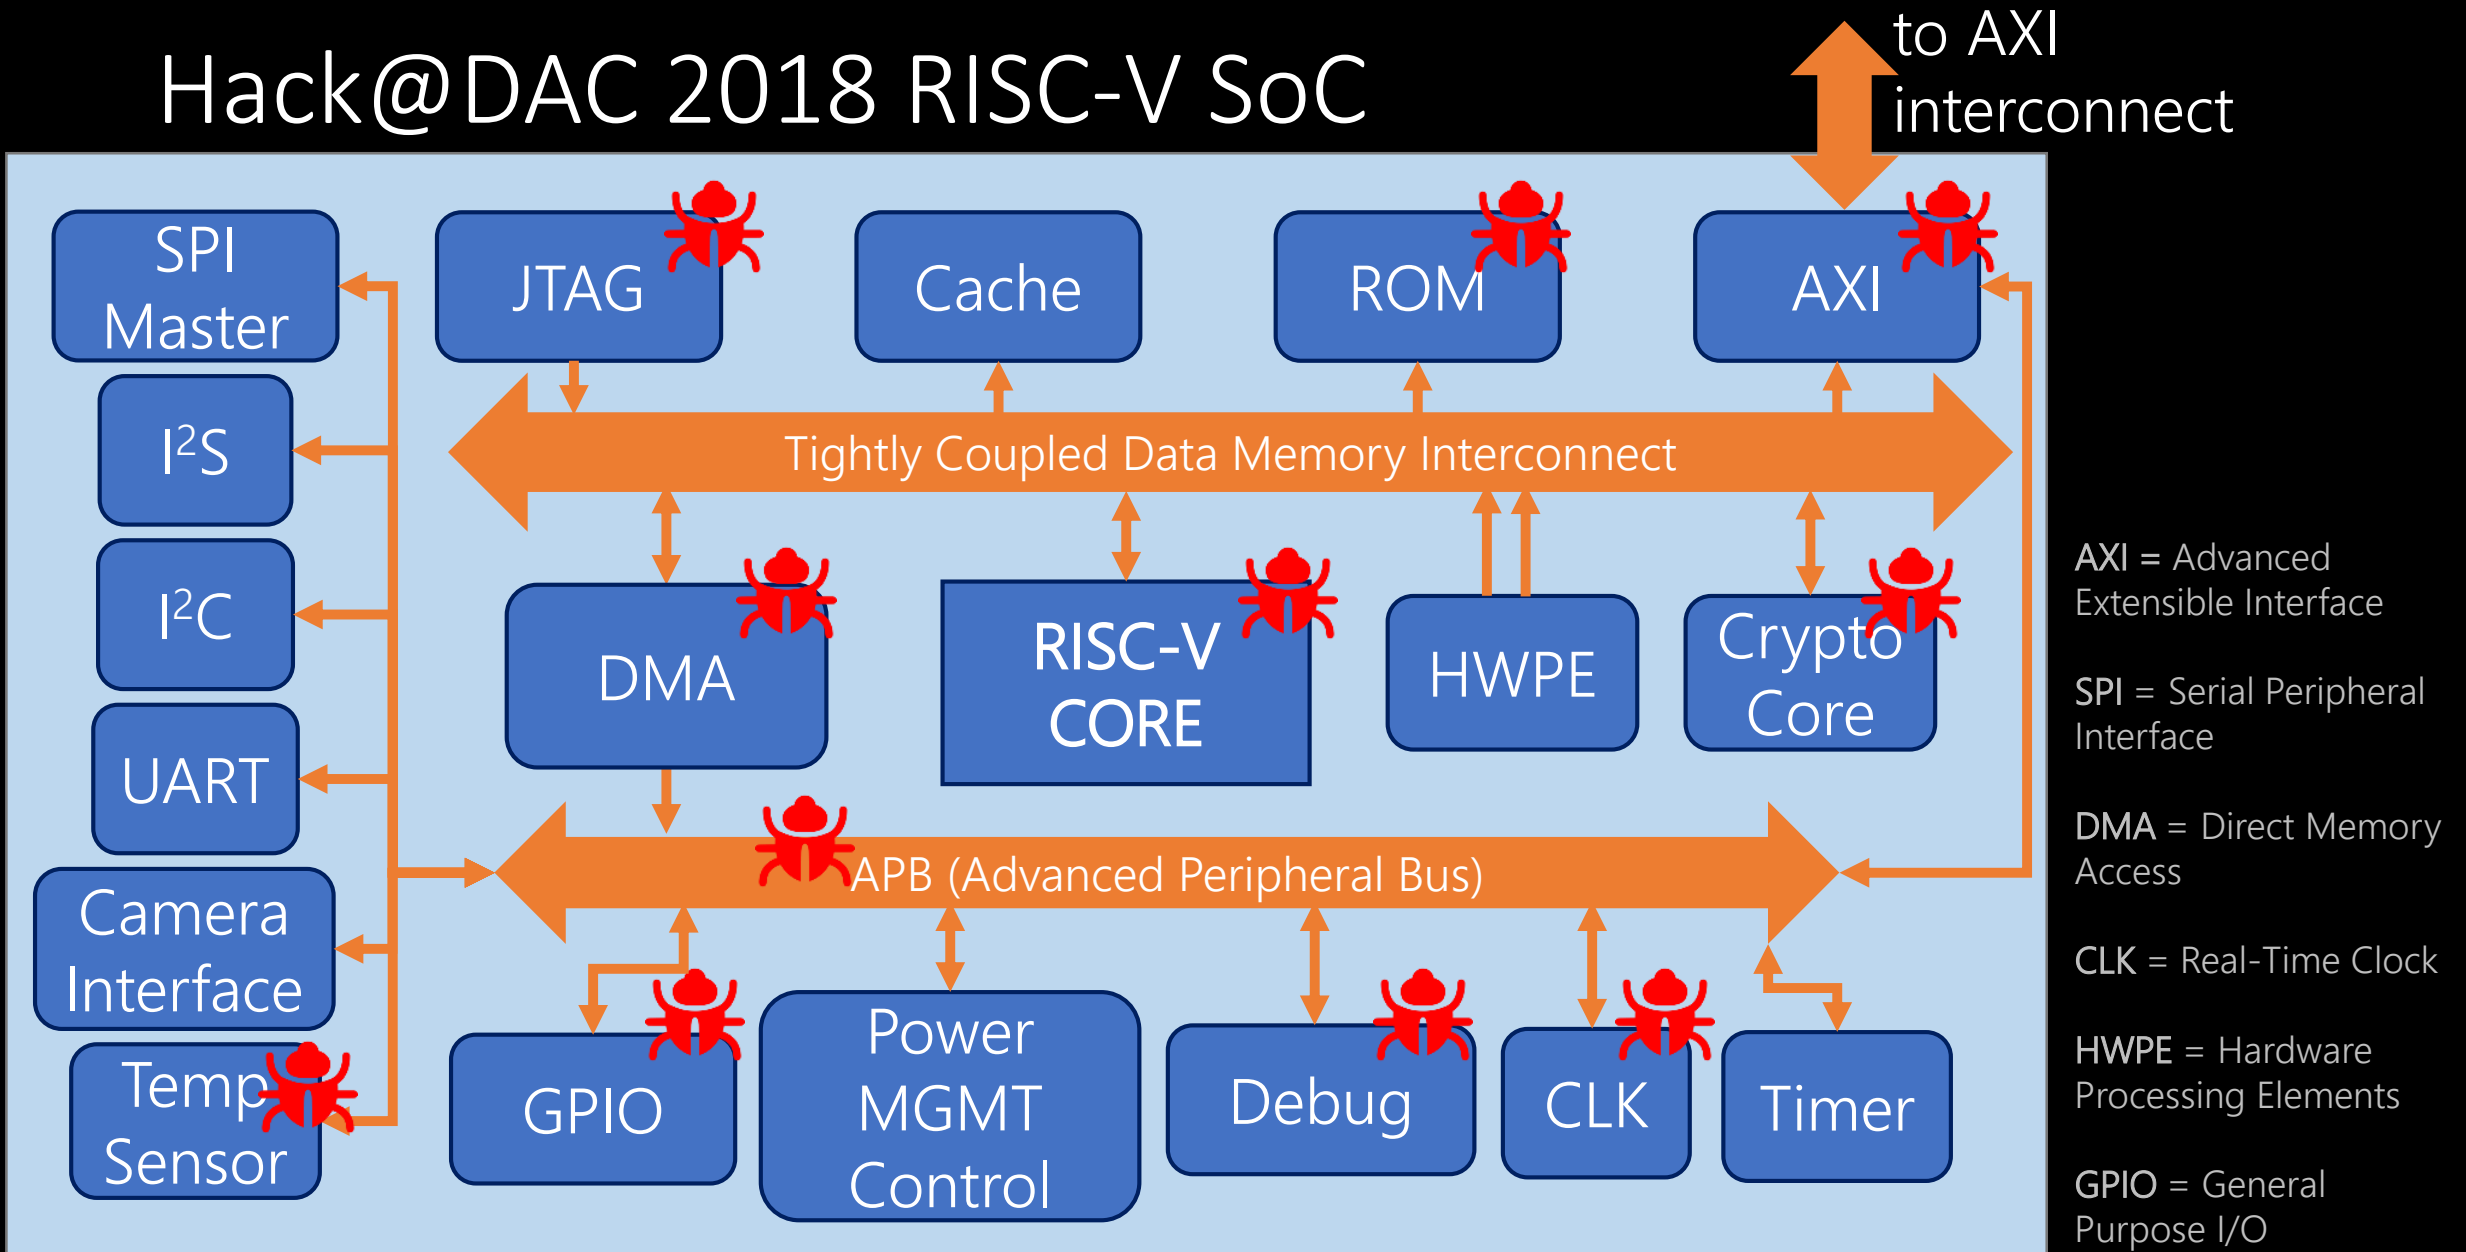 Hack@DAC 2018 RISC-V SoC
to AXI
interconnect
SPI
Master
JTAG
Cache
ROM
AXI
I²S
Tightly Coupled Data Memory Interconnect
I²C
DMA
RISC-V
CORE
HWPE
Crypto
Core
UART
APB (Advanced Peripheral Bus)
Camera
Interface
Temp
Sensor
GPIO
Power
MGMT
Control
Debug
CLK
Timer
AXI = Advanced
Extensible Interface
SPI = Serial Peripheral
Interface
DMA = Direct Memory
Access
CLK = Real-Time Clock
HWPE = Hardware
Processing Elements
GPIO = General
Purpose I/O